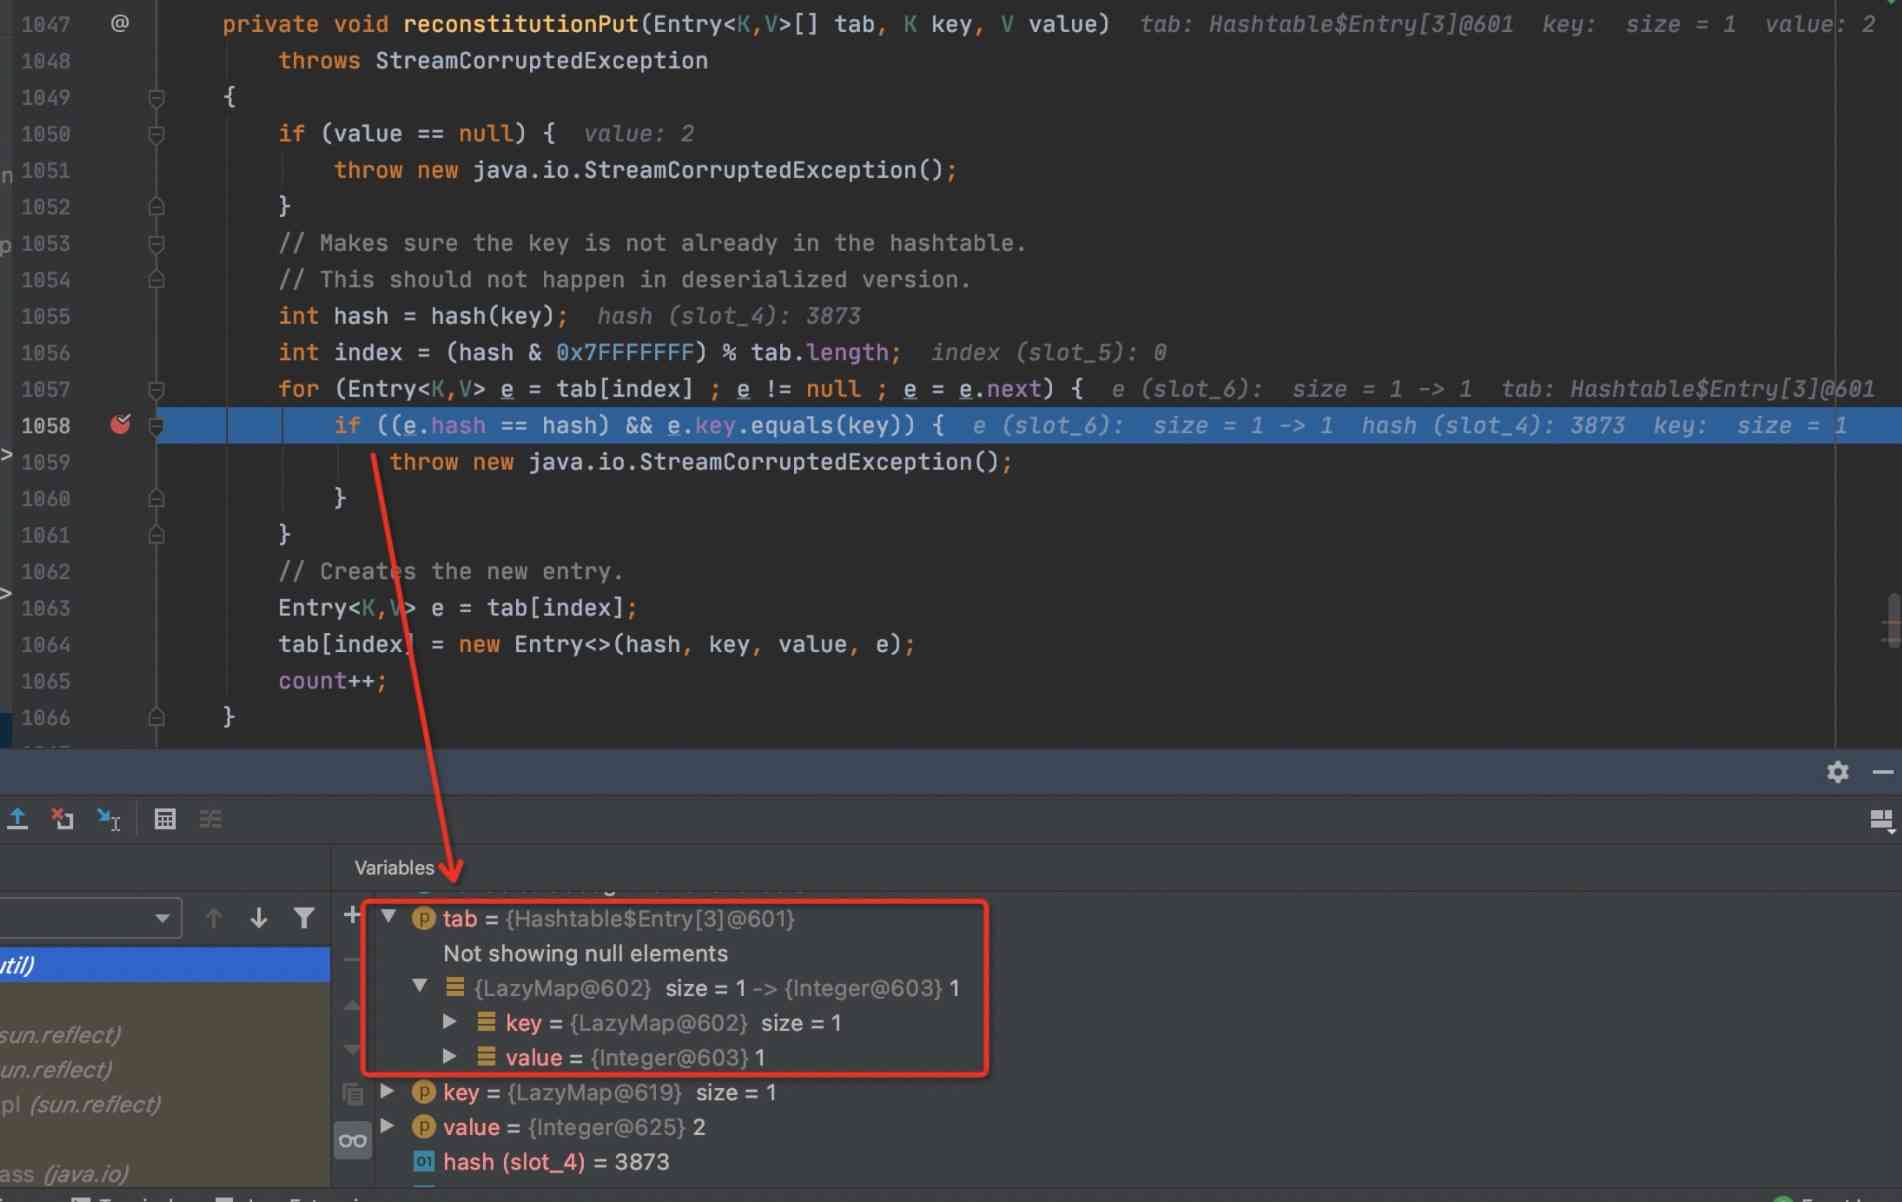 1047 @ private void reconstitutionPut(Entry<K,V>[] tab, K key, V value) tab: Hashtable$Entry[3]@601 key: size = 1 value: 2
1048 throws StreamCorruptedException
1049 {
1050 if (value == null) { value: 2
1051 throw new java.io.StreamCorruptedException();
1052 }
1053 // Makes sure the key is not already in the hashtable.
1054 // This should not happen in deserialized version.
1055 int hash = hash(key); hash (slot_4): 3873
1056 int index = (hash & 0x7FFFFFFF) % tab.length; index (slot_5): 0
1057 for (Entry<K,V> e = tab[index] ; e != null ; e = e.next) { e (slot_6): size = 1 -> 1 tab: Hashtable$Entry[3]@601
1058 if ((e.hash == hash) && e.key.equals(key)) { e (slot_6): size = 1 -> 1 hash (slot_4): 3873 key: size = 1
1059 throw new java.io.StreamCorruptedException();
1060 }
1061 }
1062 // Creates the new entry.
1063 Entry<K,V> e = tab[index];
1064 tab[index] = new Entry<>(hash, key, value, e);
1065 count++;
1066 }
Variables
tab = {Hashtable$Entry[3]@601}
Not showing null elements
{LazyMap@602} size = 1 -> {Integer@603} 1
key = {LazyMap@602} size = 1
value = {Integer@603} 1
key = {LazyMap@619} size = 1
value = {Integer@625} 2
01 hash (slot_4) = 3873
util)
sun.reflect)
un.reflect)
pl (sun.reflect)
ass (java.io)